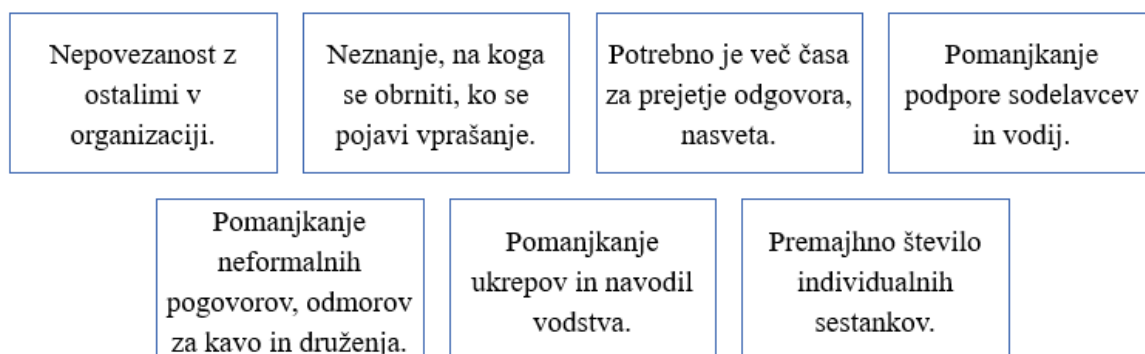 Nepovezanost z
ostalimi v
organizaciji.
Neznanje, na koga
se obrniti, ko se
pojavi vprašanje.
Potrebno je več časa
za prejetje odgovora,
nasveta.
Pomanjkanje
podpore sodelavcev
in vodij.
Pomanjkanje
neformalnih
pogovorov, odmorov
za kavo in druženja.
Pomanjkanje
ukrepov in navodil
vodstva.
Premajhno število
individualnih
sestankov.